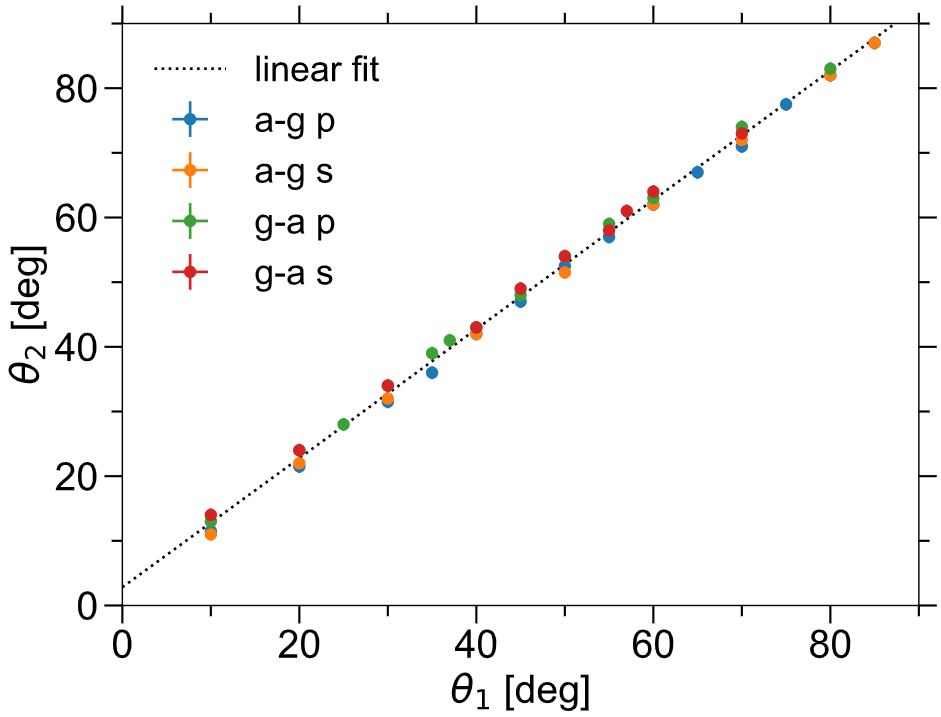 linear fit
a-g p
a-g s
g-a p
g-a s
80
60
40
20
0
θ₂ [deg]
0 20 40 60 80
θ₁ [deg]